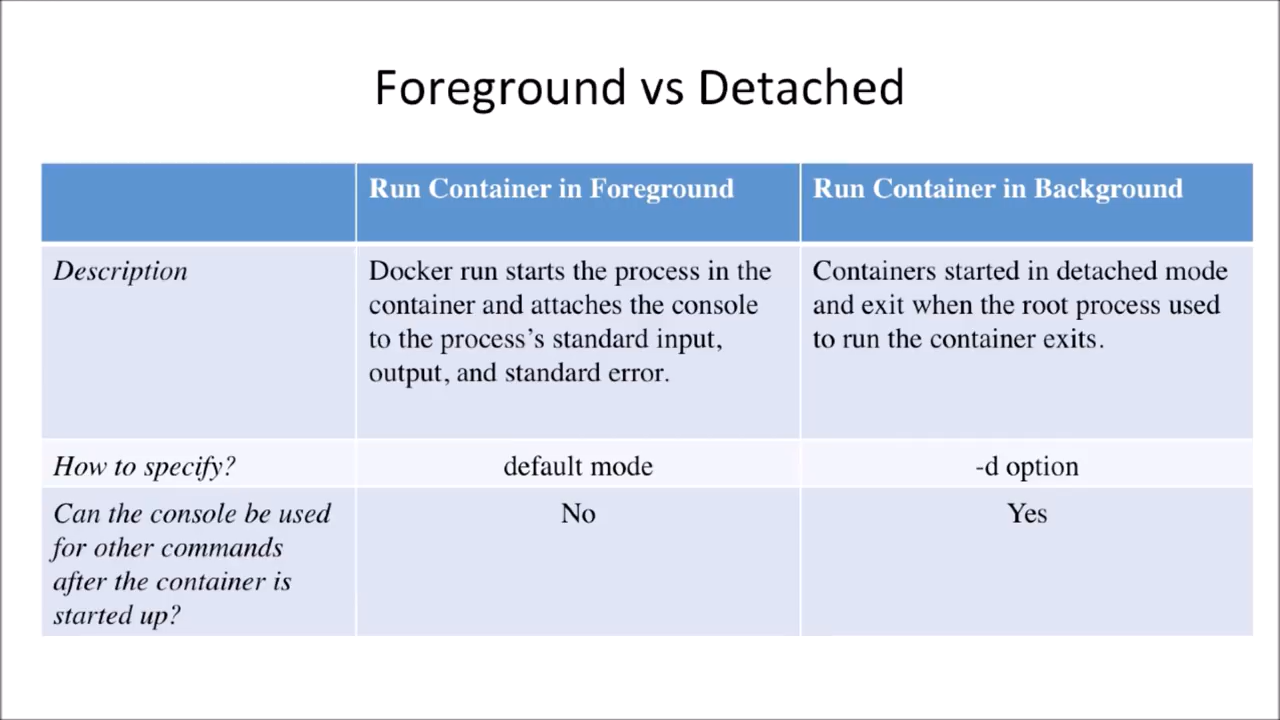 Foreground vs Detached
Run Container in Foreground
Run Container in Background
Description
Docker run starts the process in the
container and attaches the console
to the process's standard input,
output, and standard error.
Containers started in detached mode
and exit when the root process used
to run the container exits.
How to specify?
default mode
-d option
Can the console be used
for other commands
after the container is
started up?
No
Yes